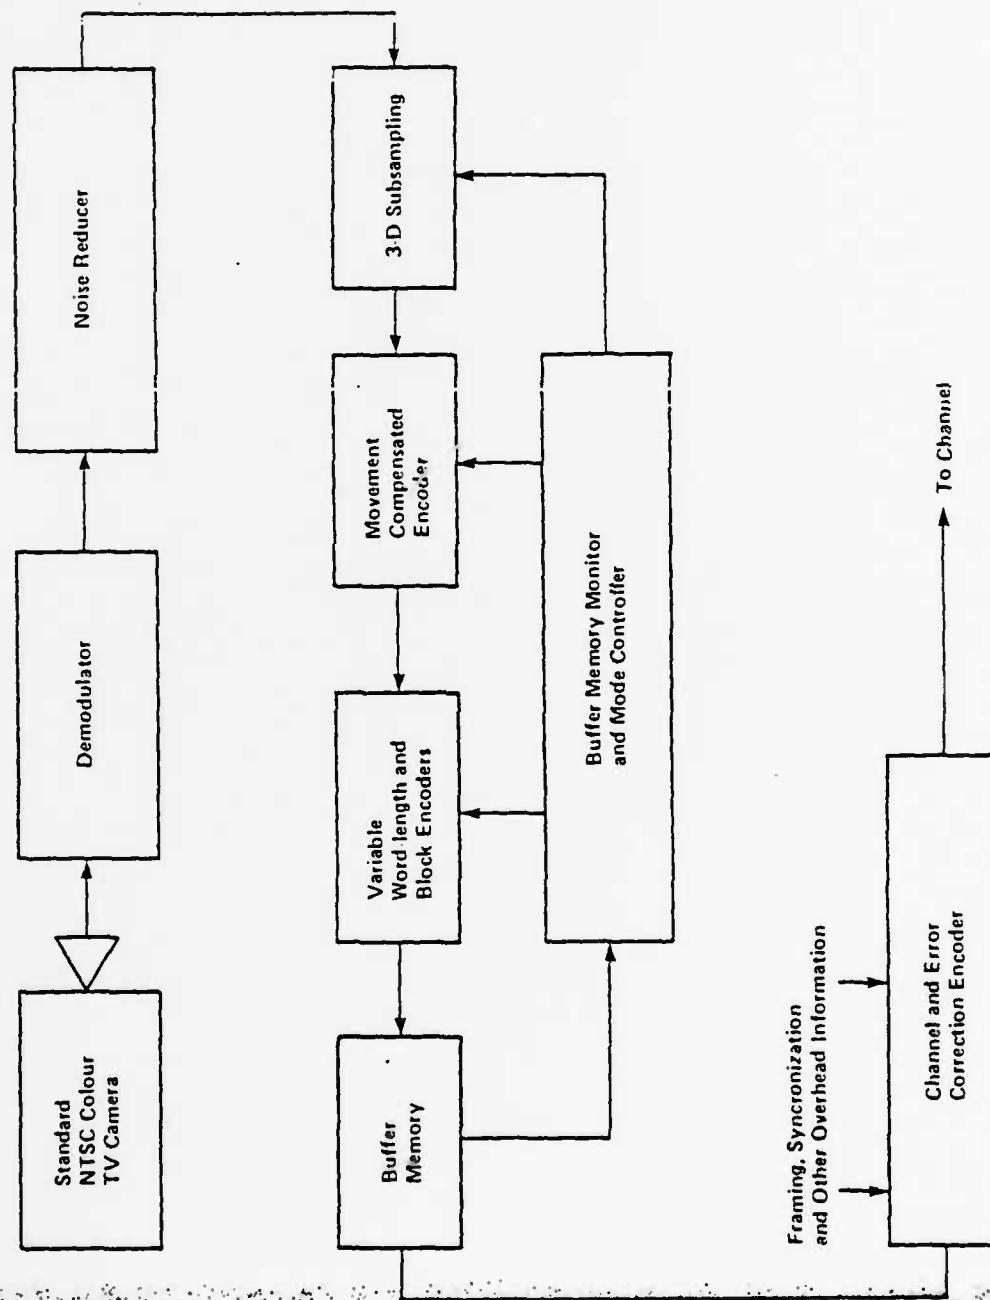 Standard
NTSC Colour
TV Camera
Demodulator
Noise Reducer
3-D Subsampling
Movement
Compensated
Encoder
Variable
Word-length and
Block Encoders
Buffer
Memory
Buffer Memory Monitor
and Mode Controller
Framing, Syncronization
and Other Overhead Information
Channel and Error
Correction Encoder
To Channel